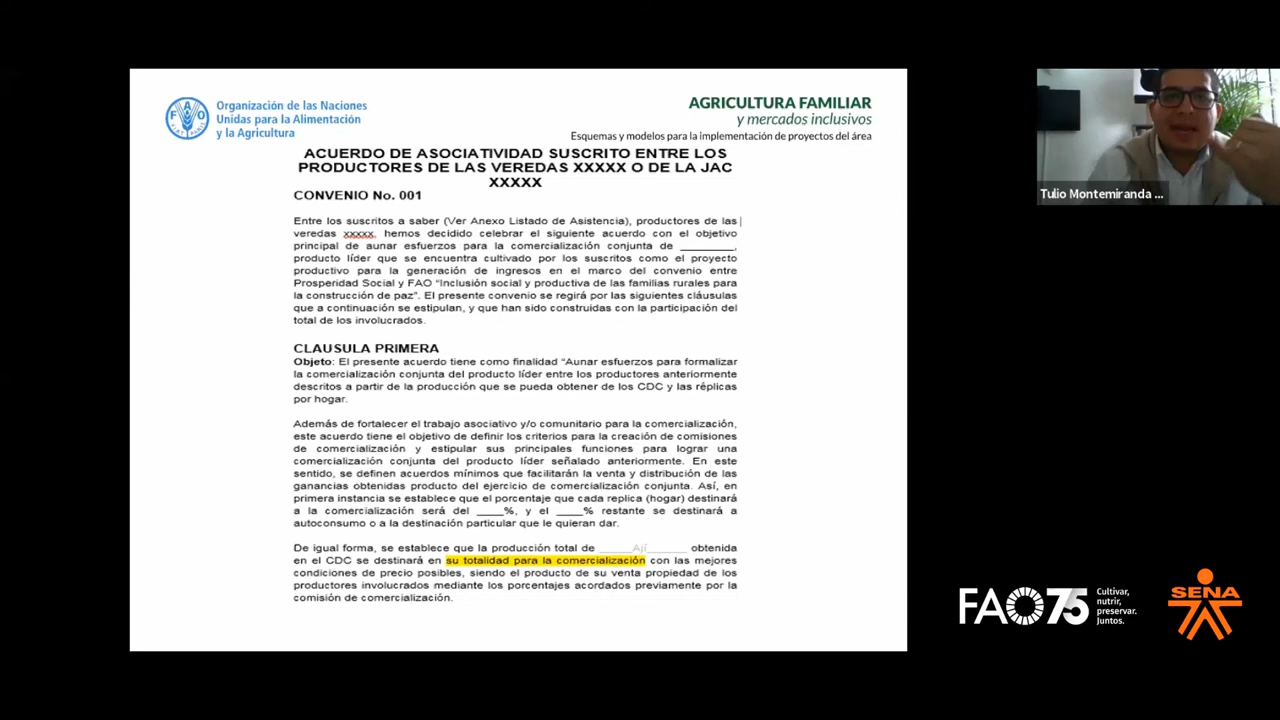 Organización de las Naciones
Unidas para la Alimentación
y la Agricultura
AGRICULTURA FAMILIAR
y mercados inclusivos
Esquemas y modelos para la implementación de proyectos del área
ACUERDO DE ASOCIATIVIDAD SUSCRITO ENTRE LOS
PRODUCTORES DE LAS VEREDAS XXXXX O DE LA JAC
XXXXX
CONVENIO No. 001
Entre los suscritos a saber (Ver Anexo Listado de Asistencia), productores de las
veredas xxxxx, hemos decidido celebrar el siguiente acuerdo con el objetivo
principal de aunar esfuerzos para la comercialización conjunta de ________,
producto líder que se encuentra cultivado por los suscritos como el proyecto
productivo para la generación de ingresos en el marco del convenio entre
Prosperidad Social y FAO "Inclusión social y productiva de las familias rurales para
la construcción de paz". El presente convenio se regirá por las siguientes cláusulas
que a continuación se estipulan, y que han sido construidas con la participación del
total de los involucrados.
CLAUSULA PRIMERA
Objeto: El presente acuerdo tiene como finalidad "Aunar esfuerzos para formalizar
la comercialización conjunta del producto líder entre los productores anteriormente
descritos a partir de la producción que se pueda obtener de los CDC y las réplicas
por hogar.
Además de fortalecer el trabajo asociativo y/o comunitario para la comercialización,
este acuerdo tiene el objetivo de definir los criterios para la creación de comisiones
de comercialización y estipular sus principales funciones para lograr una
comercialización conjunta del producto líder señalado anteriormente. En este
sentido, se definen acuerdos mínimos que facilitarán la venta y distribución de las
ganancias obtenidas producto del ejercicio de comercialización conjunta. Así, en
primera instancia se establece que el porcentaje que cada replica (hogar) destinará
a la comercialización será del ____%, y el ____% restante se destinará a
autoconsumo o a la destinación particular que le quieran dar.
De igual forma, se establece que la producción total de ______Ají______ obtenida
en el CDC se destinará en su totalidad para la comercialización con las mejores
condiciones de precio posibles, siendo el producto de su venta propiedad de los
productores involucrados mediante los porcentajes acordados previamente por la
comisión de comercialización.
Tulio Montemiranda ...
FAO 75
Cultivar,
nutrir,
preservar.
Juntos.
SENA